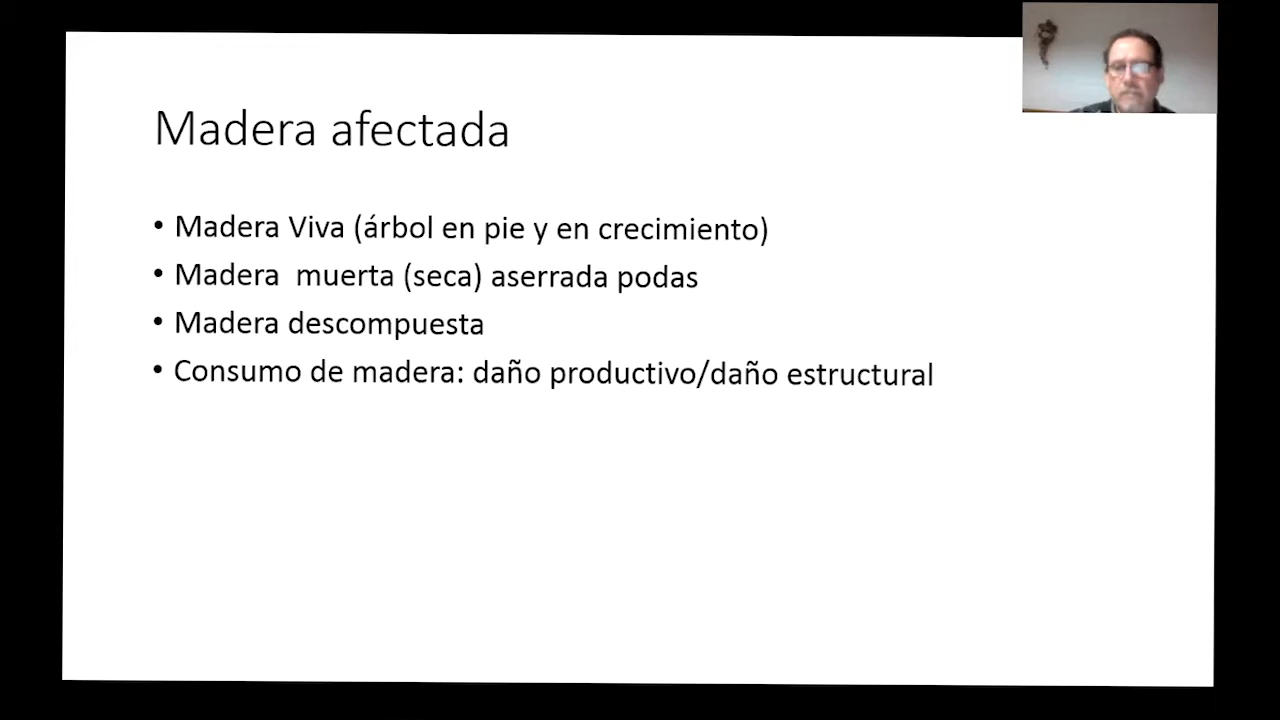 Madera afectada
• Madera Viva (árbol en pie y en crecimiento)
• Madera  muerta (seca) aserrada podas
• Madera descompuesta
• Consumo de madera: daño productivo/daño estructural